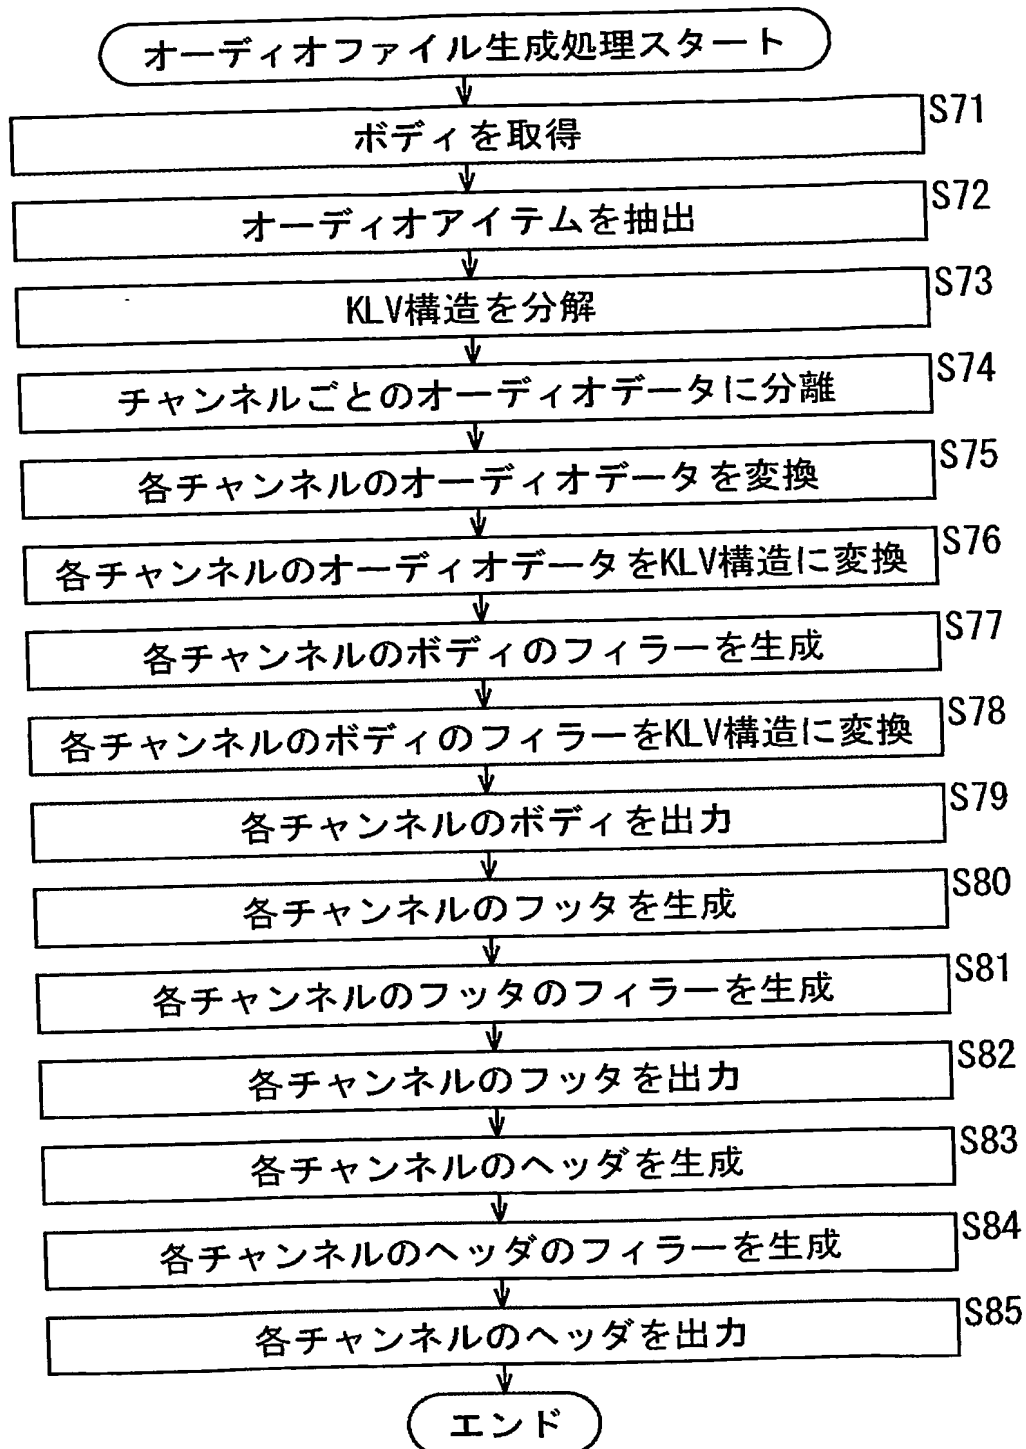 オーディオファイル生成処理スタート
S71
ボディを取得
S72
オーディオアイテムを抽出
S73
KLV構造を分解
S74
チャンネルごとのオーディオデータに分離
S75
各チャンネルのオーディオデータを変換
S76
各チャンネルのオーディオデータをKLV構造に変換
S77
各チャンネルのボディのフィラーを生成
S78
各チャンネルのボディのフィラーをKLV構造に変換
S79
各チャンネルのボディを出力
S80
各チャンネルのフッタを生成
S81
各チャンネルのフッタのフィラーを生成
S82
各チャンネルのフッタを出力
S83
各チャンネルのヘッダを生成
S84
各チャンネルのヘッダのフィラーを生成
S85
各チャンネルのヘッダを出力
エンド